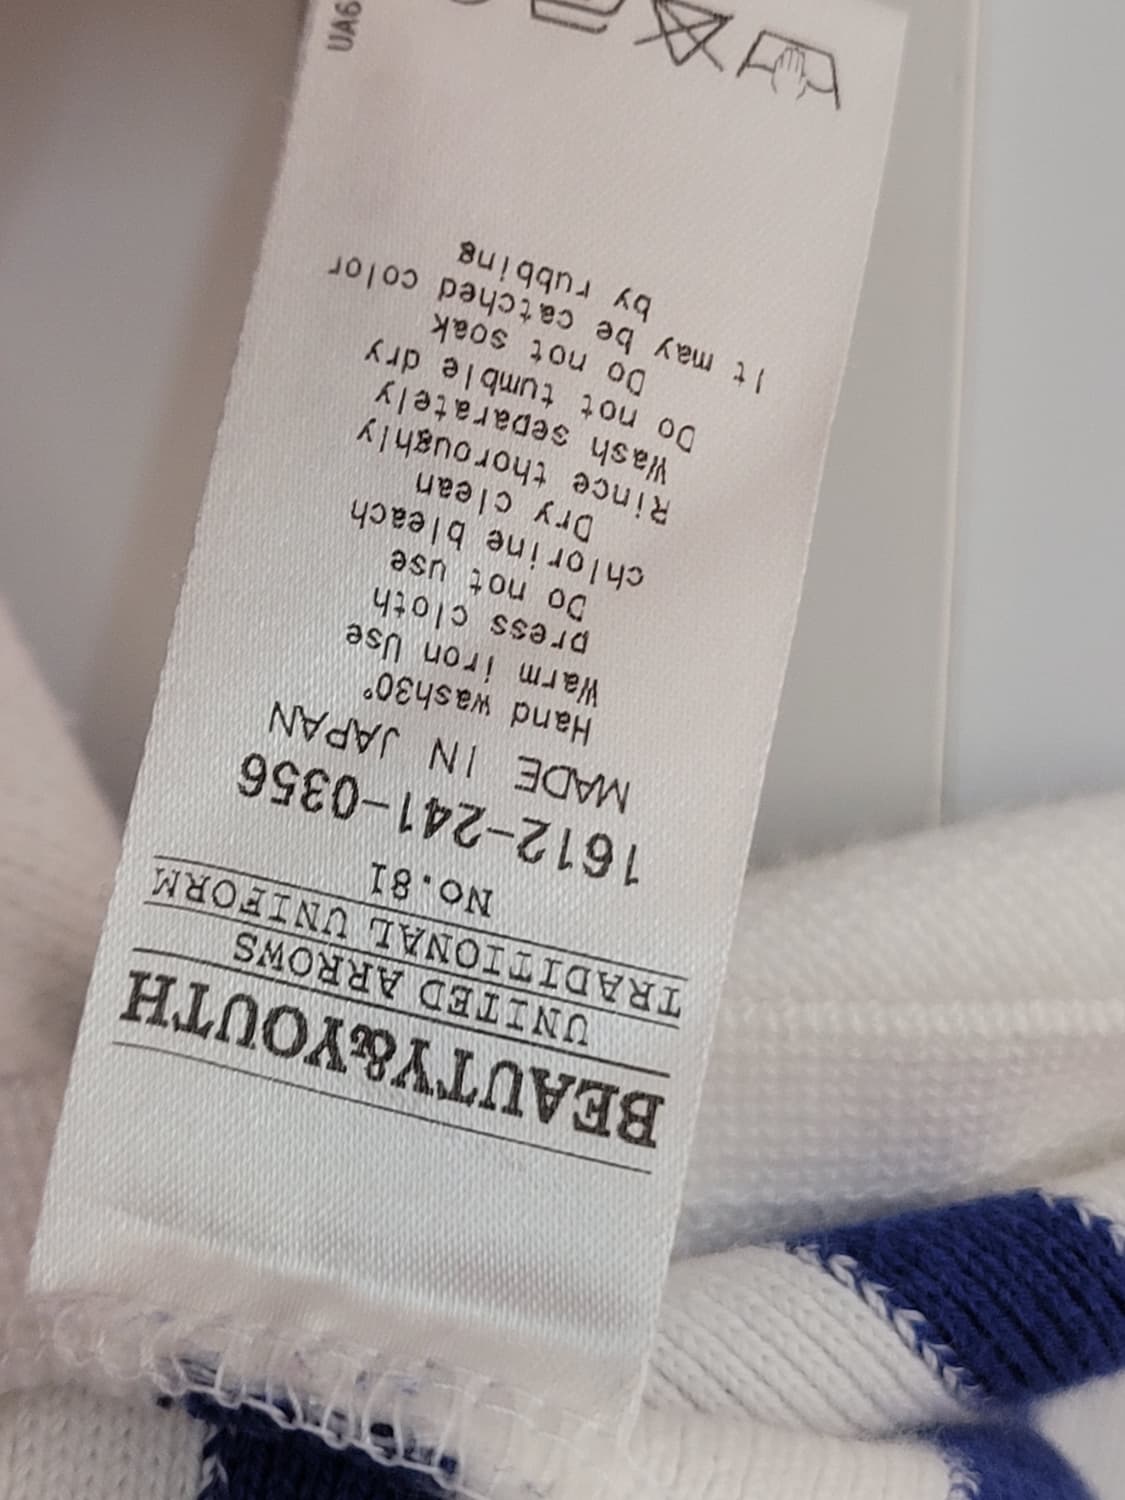 BEAUTY&YOUTH
UNITED ARROWS
TRADITIONAL UNIFORM
NO.81
1612-241-0356
MADE IN JAPAN
Hand wash30°
Warm iron Use
press cloth
Do not use
chlorine bleach
Dry clean
Rince thoroughly
Wash separately
Do not tumble dry
Do not soak
It may be catched color
by rubbing
UA6